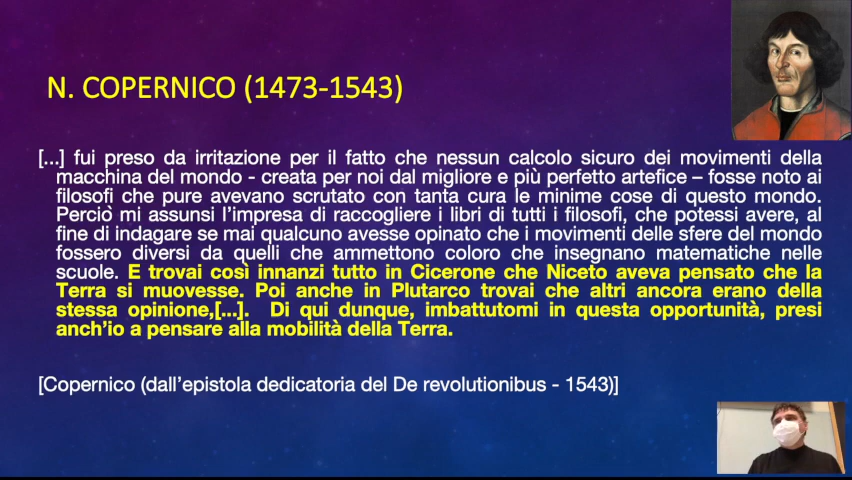 N. COPERNICO (1473-1543)
[...] fui preso da irritazione per il fatto che nessun calcolo sicuro dei movimenti della
macchina del mondo - creata per noi dal migliore e più perfetto artefice – fosse noto ai
filosofi che pure avevano scrutato con tanta cura le minime cose di questo mondo.
Perciò mi assunsi l'impresa di raccogliere i libri di tutti i filosofi, che potessi avere, al
fine di indagare se mai qualcuno avesse opinato che i movimenti delle sfere del mondo
fossero diversi da quelli che ammettono coloro che insegnano matematiche nelle
scuole. E trovai così innanzi tutto in Cicerone che Niceto aveva pensato che la
Terra si muovesse. Poi anche in Plutarco trovai che altri ancora erano della
stessa opinione,[...]. Di qui dunque, imbattutomi in questa opportunità, presi
anch'io a pensare alla mobilità della Terra.
[Copernico (dall'epistola dedicatoria del De revolutionibus - 1543)]